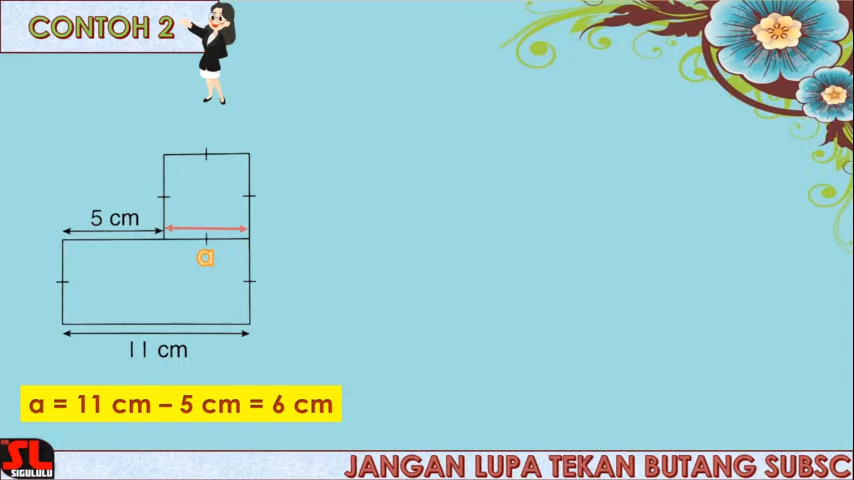 CONTOH 2
5 cm
a
11 cm
a = 11 cm – 5 cm = 6 cm
SL
SIGULULU
JANGAN LUPA TEKAN BUTANG SUBSC